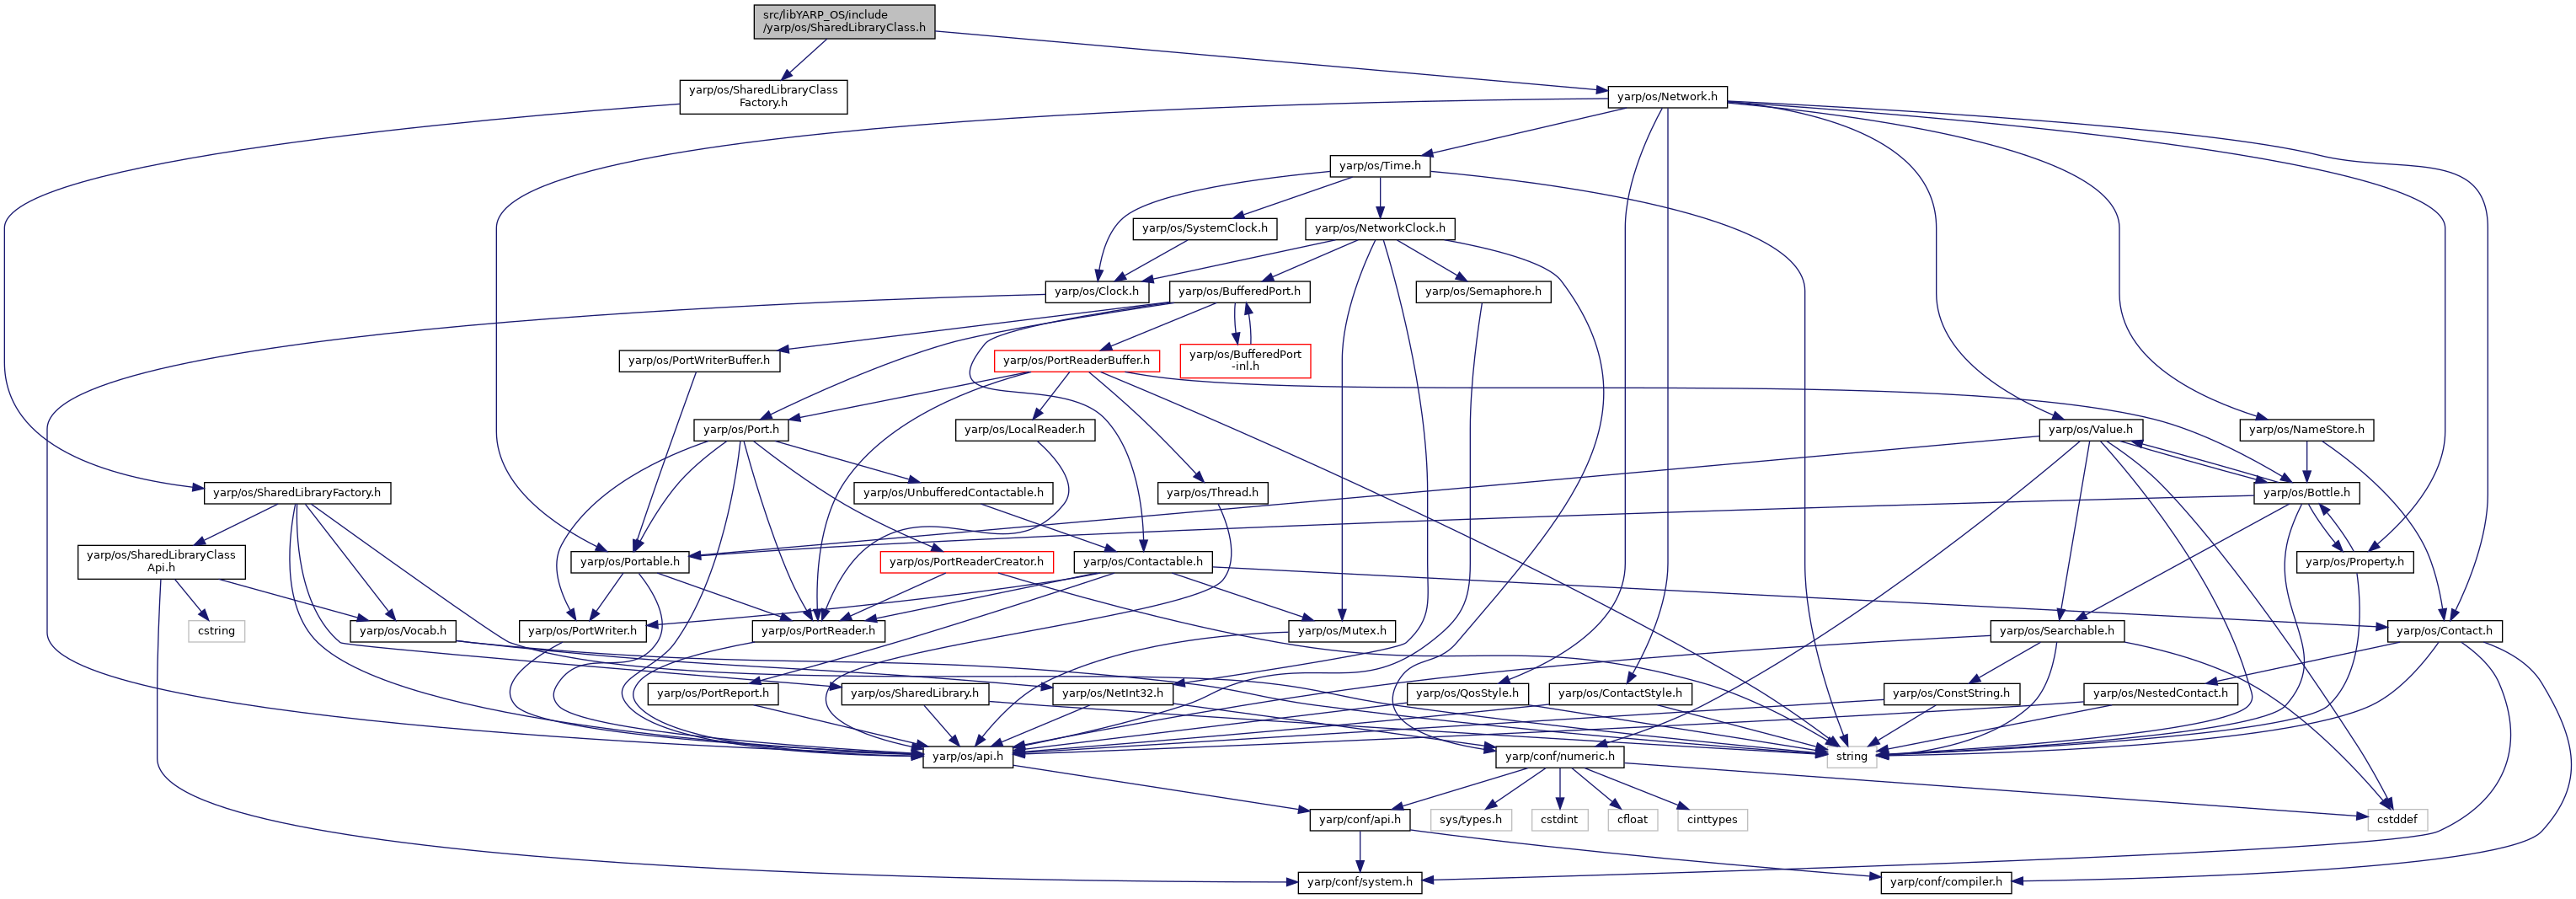 src/libYARP_OS/include
/yarp/os/SharedLibraryClass.h
yarp/os/SharedLibraryClass
Factory.h
yarp/os/Network.h
yarp/os/Time.h
yarp/os/SystemClock.h
yarp/os/NetworkClock.h
yarp/os/Clock.h
yarp/os/BufferedPort.h
yarp/os/Semaphore.h
yarp/os/PortWriterBuffer.h
yarp/os/PortReaderBuffer.h
yarp/os/BufferedPort
-inl.h
yarp/os/Port.h
yarp/os/LocalReader.h
yarp/os/Value.h
yarp/os/NameStore.h
yarp/os/SharedLibraryFactory.h
yarp/os/UnbufferedContactable.h
yarp/os/Thread.h
yarp/os/Bottle.h
yarp/os/SharedLibraryClass
Api.h
yarp/os/Portable.h
yarp/os/PortReaderCreator.h
yarp/os/Contactable.h
yarp/os/Property.h
cstring
yarp/os/Vocab.h
yarp/os/PortWriter.h
yarp/os/PortReader.h
yarp/os/Mutex.h
yarp/os/Searchable.h
yarp/os/Contact.h
yarp/os/PortReport.h
yarp/os/SharedLibrary.h
yarp/os/NetInt32.h
yarp/os/QosStyle.h
yarp/os/ContactStyle.h
yarp/os/ConstString.h
yarp/os/NestedContact.h
yarp/os/api.h
yarp/conf/numeric.h
string
yarp/conf/api.h
sys/types.h
cstdint
cfloat
cinttypes
cstddef
yarp/conf/system.h
yarp/conf/compiler.h